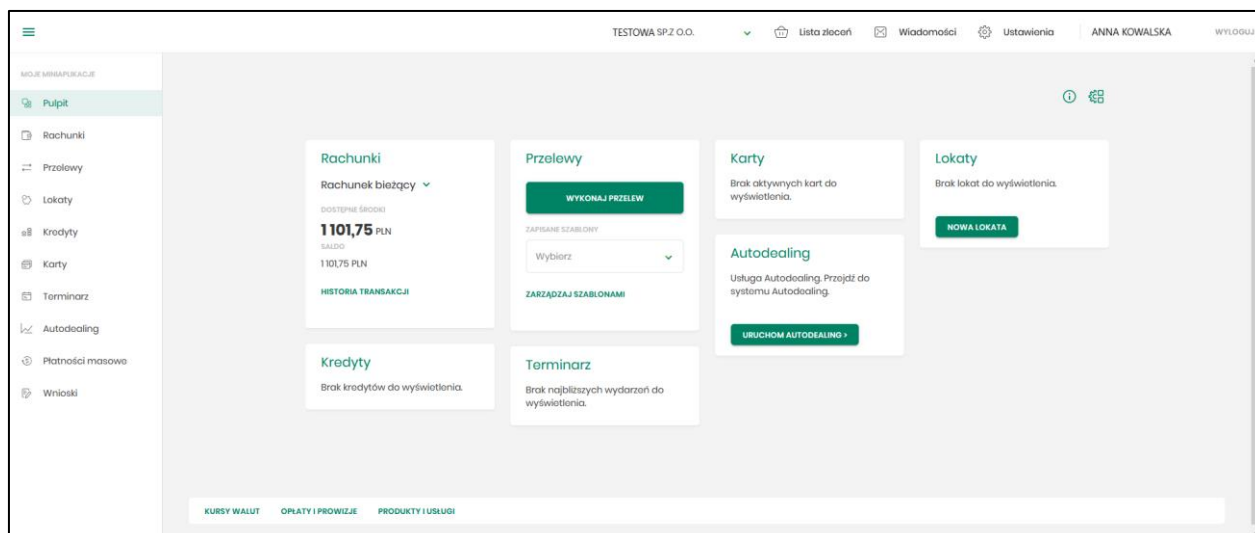 TESTOWA SP.Z O.O.
Lista zleceń
Wiadomości
Ustawienia
ANNA KOWALSKA
WYLOGUJ
MOJE MINIAPLIKACJE
Pulpit
Rachunki
Przelewy
Lokaty
Kredyty
Karty
Terminarz
Autodealing
Płatności masowe
Wnioski
Rachunki
Rachunek bieżący
DOSTĘPNE ŚRODKI
1 101,75 PLN
SALDO
1 101,75 PLN
HISTORIA TRANSAKCJI
Przelewy
WYKONAJ PRZELEW
ZAPISANE SZABLONY
Wybierz
ZARZĄDZAJ SZABLONAMI
Karty
Brak aktywnych kart do
wyświetlenia.
Lokaty
Brak lokat do wyświetlenia.
NOWA LOKATA
Autodealing
Usługa Autodealing. Przejdź do
systemu Autodealing.
URUCHOM AUTODEALING >
Kredyty
Brak kredytów do wyświetlenia.
Terminarz
Brak najbliższych wydarzeń do
wyświetlenia.
KURSY WALUT
OPŁATY I PROWIZJE
PRODUKTY I USŁUGI